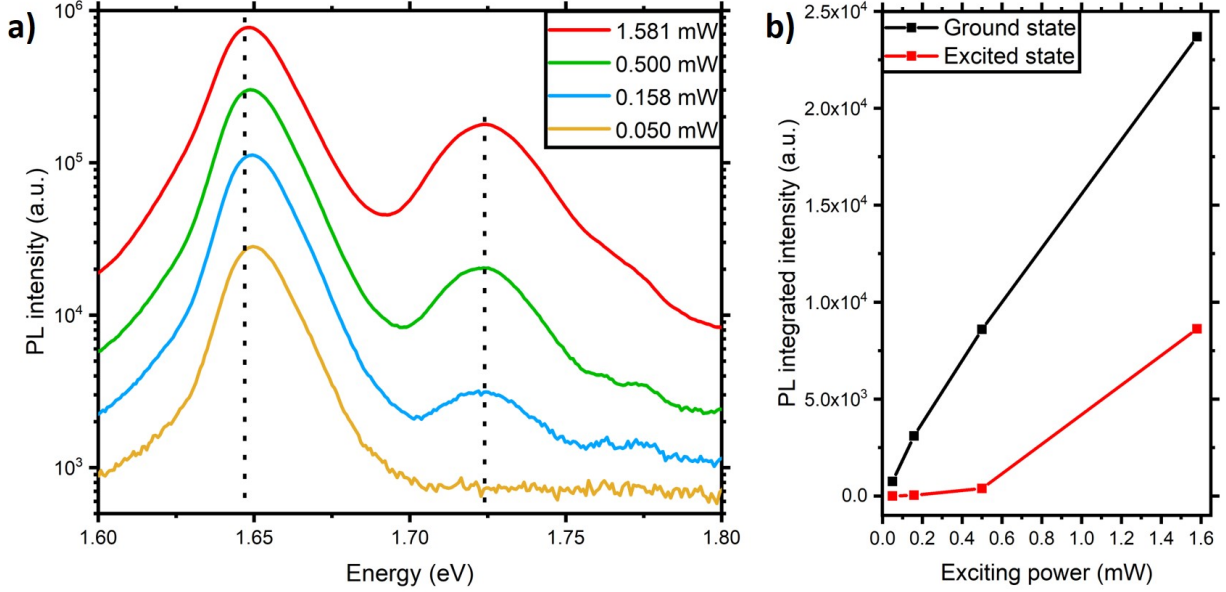 a)
1.581 mW
0.500 mW
0.158 mW
0.050 mW
10^6
10^5
10^4
10^3
PL intensity (a.u.)
1.60 1.65 1.70 1.75 1.80
Energy (eV)
b)
Ground state
Excited state
2.5x10^4
2.0x10^4
1.5x10^4
1.0x10^4
5.0x10^3
0.0
PL integrated intensity (a.u.)
0.0 0.2 0.4 0.6 0.8 1.0 1.2 1.4 1.6
Exciting power (mW)